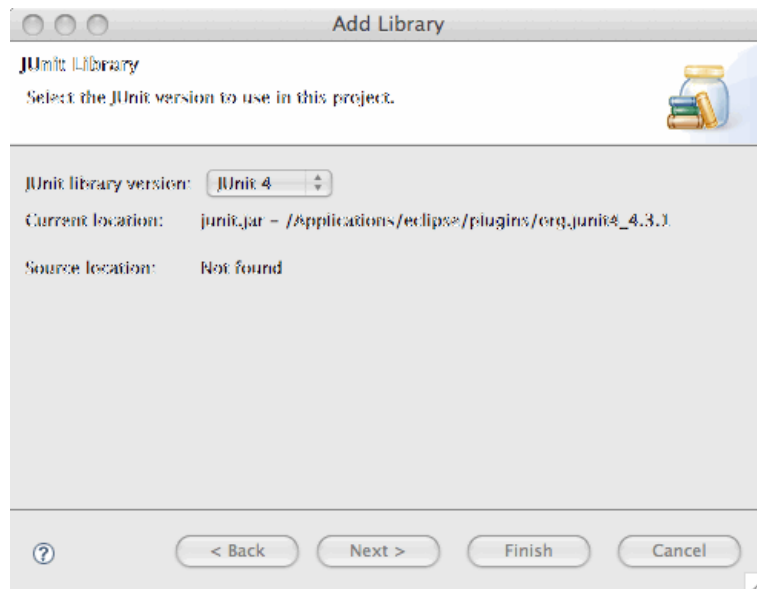 Add Library
JUnit Library
Select the JUnit version to use in this project.
JUnit library version: JUnit 4
Current location: junit.jar - /Applications/eclipse/plugins/org.junit4_4.3.1
Source location: Not found
? < Back Next > Finish Cancel